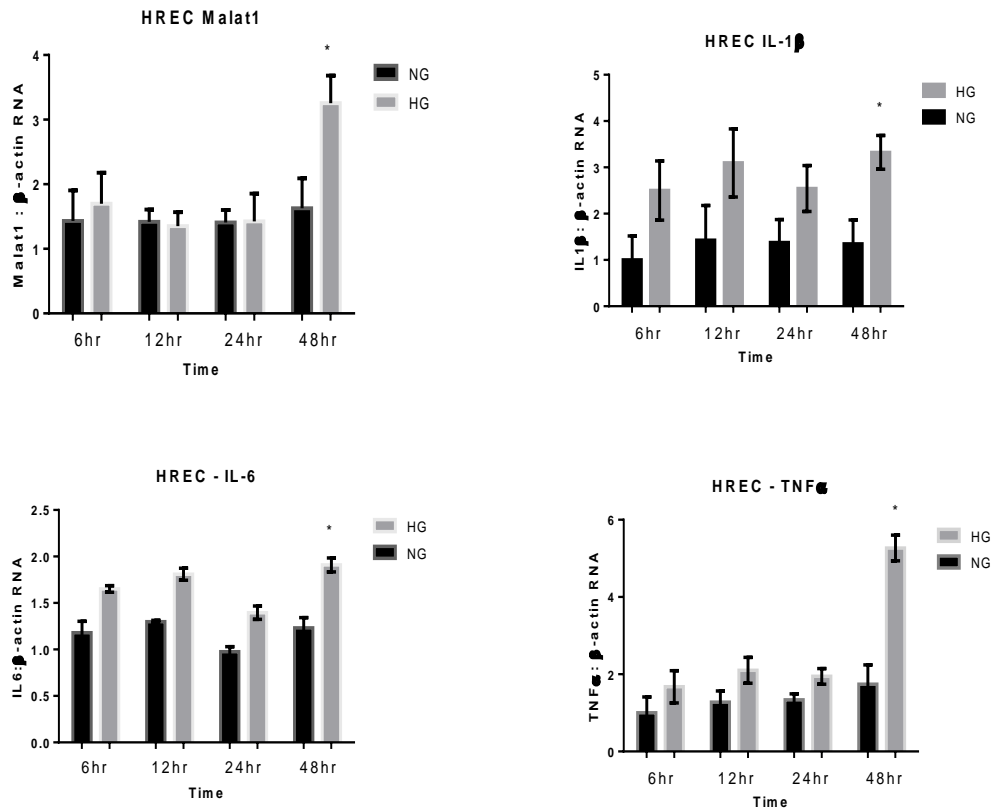 HREC Malat1
*
4
3
2
1
0
Malat1 : β-actin RNA
NG
HG
6hr 12hr 24hr 48hr
Time
HREC IL-1β
*
5
4
3
2
1
0
IL1β: β-actin RNA
HG
NG
6hr 12hr 24hr 48hr
Time
HREC - IL-6
*
2.5
2.0
1.5
1.0
0.5
0.0
IL6:β-actin RNA
HG
NG
6hr 12hr 24hr 48hr
Time
HREC - TNFα
*
6
4
2
0
TNFα: β-actin RNA
HG
NG
6hr 12hr 24hr 48hr
Time